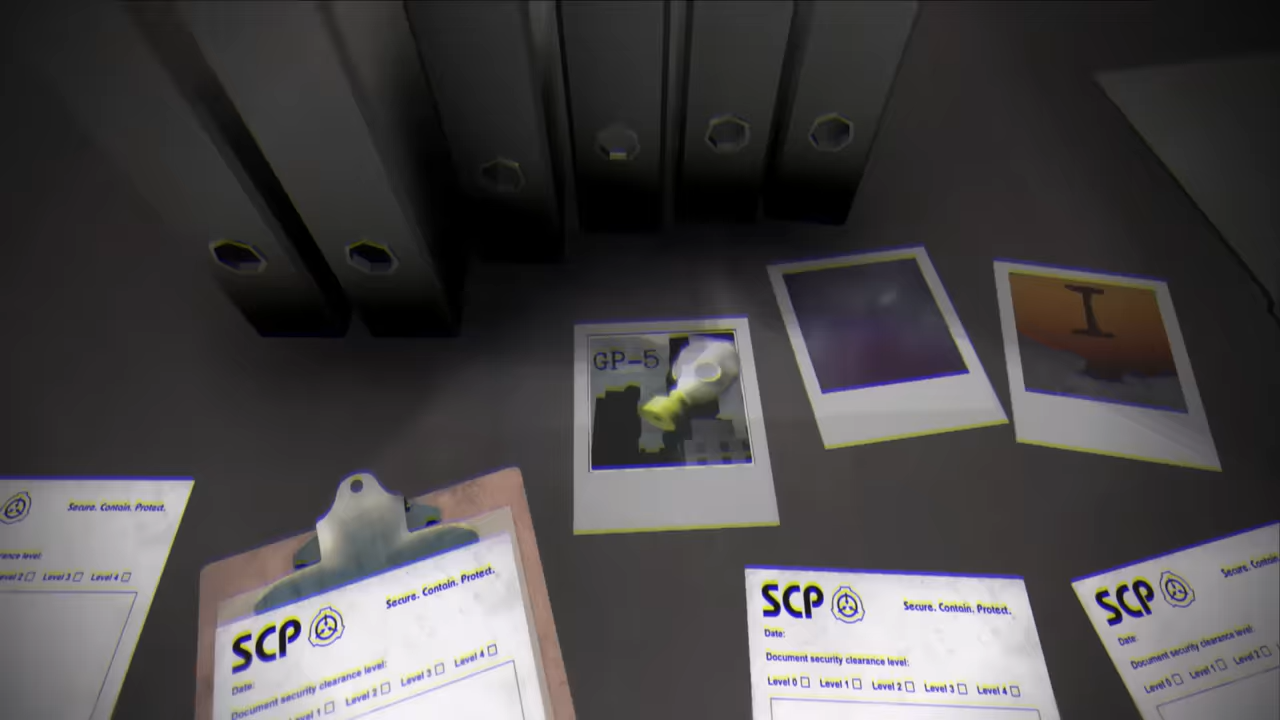 GP-5
I
Secure. Contain. Protect.
level:
Level 3 Level 4
SCP
Secure. Contain. Protect.
Date:
Document security clearance level:
Level 1 Level 2 Level 3 Level 4
SCP
Secure. Contain. Protect.
Date:
Document security clearance level:
Level 0 Level 1 Level 2 Level 3 Level 4
SCP
Secure. Contain.
Date:
Document security clearance level:
Level 0 Level 1 Level 2